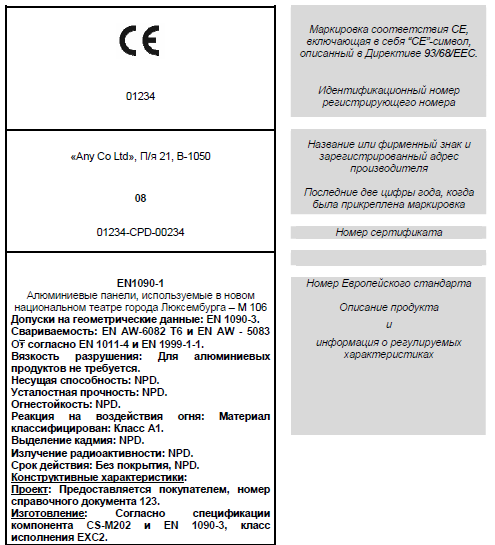 CE
Маркировка соответствия CE,
включающая в себя "CE"-символ,
описанный в Директиве 93/68/EEC.
01234
Идентификационный номер
регистрирующего номера
«Any Co Ltd», П/я 21, B-1050
Название или фирменный знак и
зарегистрированный адрес
производителя
08
Последние две цифры года, когда
была прикреплена маркировка
01234-CPD-00234
Номер сертификата
EN1090-1
Алюминиевые панели, используемые в новом
национальном театре города Люксембурга – М 106
Допуски на геометрические данные: EN 1090-3.
Свариваемость: EN AW-6082 T6 и EN AW - 5083
От согласно EN 1011-4 и EN 1999-1-1.
Вязкость разрушения: Для алюминиевых
продуктов не требуется.
Несущая способность: NPD.
Усталостная прочность: NPD.
Огнестойкость: NPD.
Реакция на воздействия огня: Материал
классифицирован: Класс А1.
Выделение кадмия: NPD.
Излучение радиоактивности: NPD.
Срок действия: Без покрытия, NPD.
Конструктивные характеристики:
Проект: Предоставляется покупателем, номер
справочного документа 123.
Изготовление: Согласно спецификации
компонента CS-M202 и EN 1090-3, класс
исполнения EXC2.
Номер Европейского стандарта
Описание продукта
и
информация о регулируемых
характеристиках